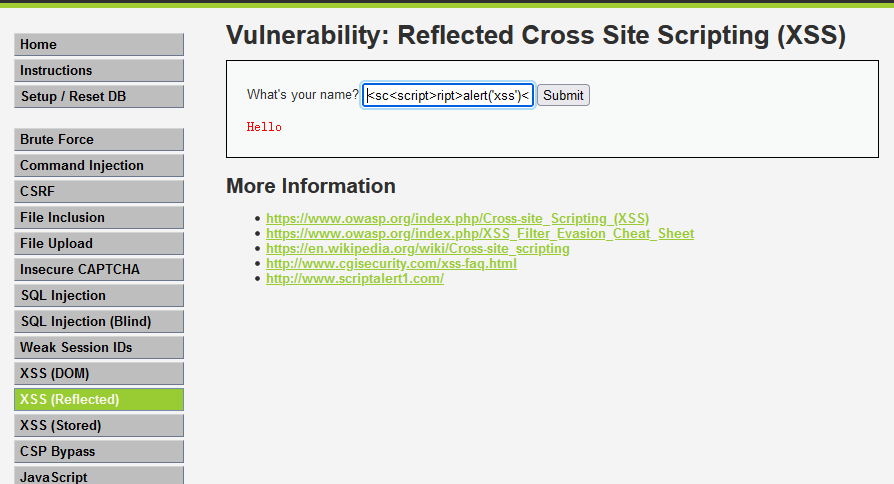 Vulnerability: Reflected Cross Site Scripting (XSS)
Home
Instructions
Setup / Reset DB
Brute Force
Command Injection
CSRF
File Inclusion
File Upload
Insecure CAPTCHA
SQL Injection
SQL Injection (Blind)
Weak Session IDs
XSS (DOM)
XSS (Reflected)
XSS (Stored)
CSP Bypass
JavaScript
What's your name? <sc<script>ript>alert('xss')< Submit
Hello
More Information
https://www.owasp.org/index.php/Cross-site_Scripting_(XSS)
https://www.owasp.org/index.php/XSS_Filter_Evasion_Cheat_Sheet
https://en.wikipedia.org/wiki/Cross-site_scripting
http://www.cgisecurity.com/xss-faq.html
http://www.scriptalert1.com/